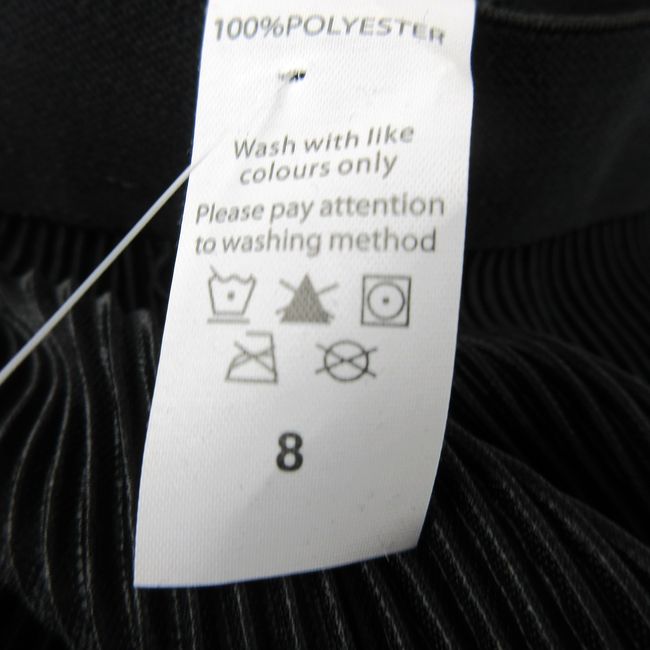 100%POLYESTER
Wash with like
colours only
Please pay attention
to washing method
8